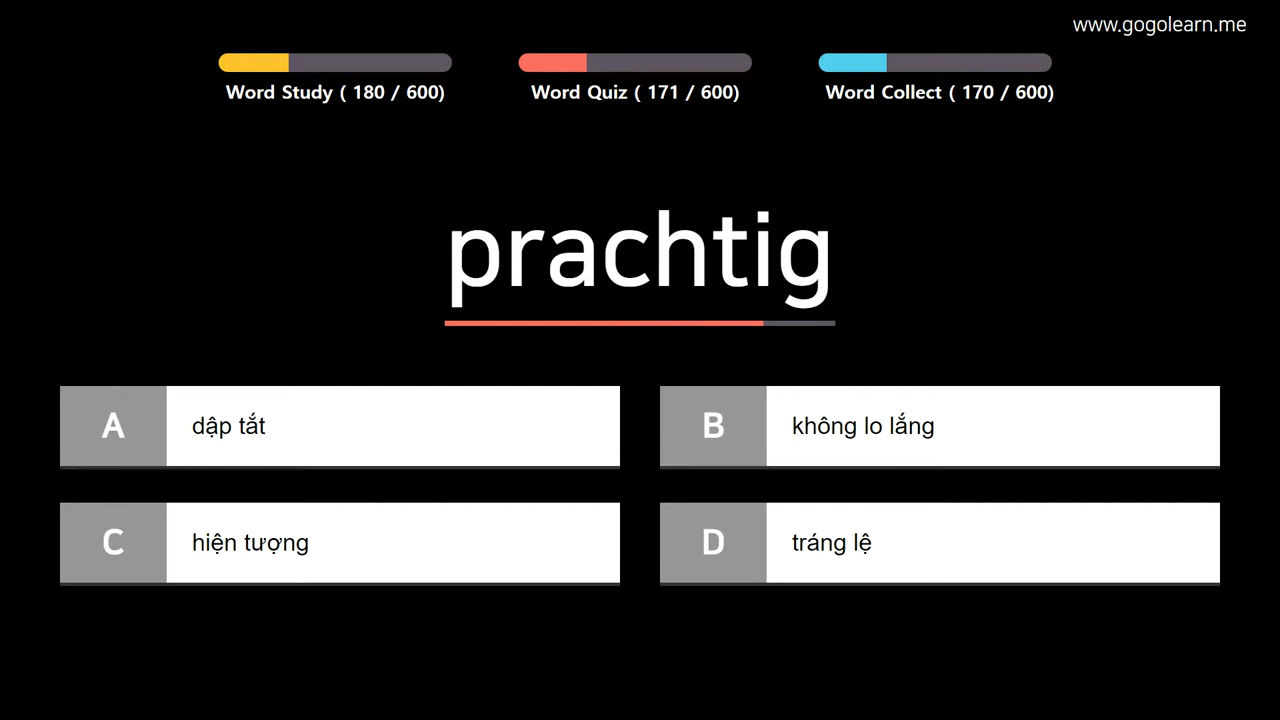 www.gogolearn.me
Word Study ( 180 / 600)
Word Quiz ( 171 / 600)
Word Collect ( 170 / 600)
prachtig
A dập tắt
B không lo lắng
C hiện tượng
D tráng lệ